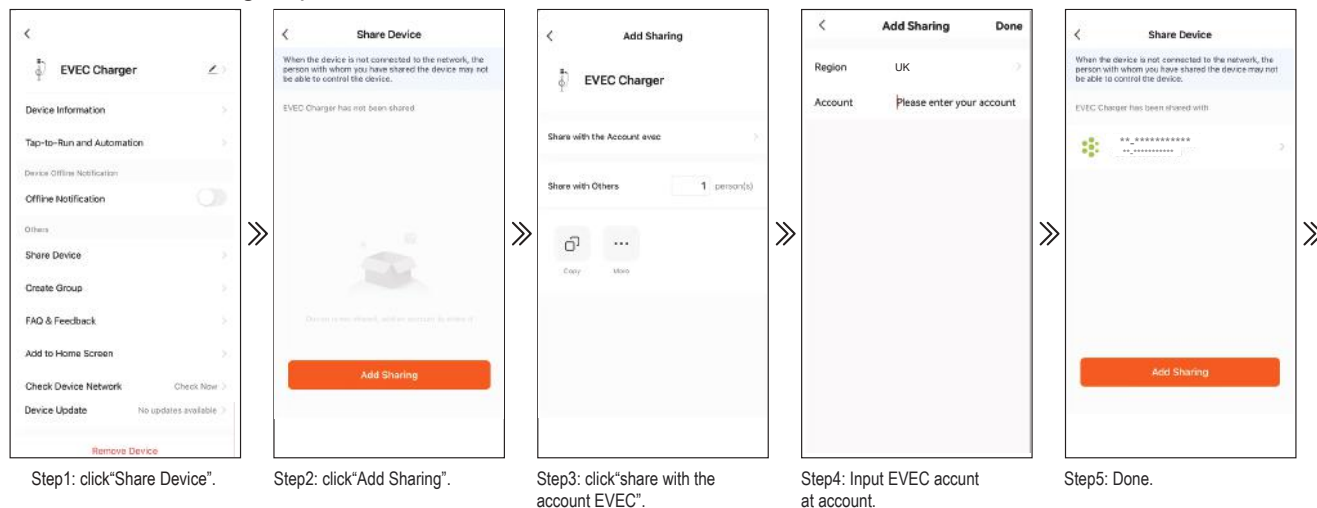 EVEC Charger
Device Information
Tap-to-Run and Automation
Device Offline Notification
Offline Notification
Others
Share Device
Create Group
FAQ & Feedback
Add to Home Screen
Check Device Network Check Now
Device Update No updates available
Remove Device
Step1: click“Share Device”.
Share Device
When the device is not connected to the network, the
person with whom you have shared the device may not
be able to control the device.
EVEC Charger has not been shared
Add Sharing
Step2: click“Add Sharing”.
Add Sharing
EVEC Charger
Share with the Account evec
Share with Others 1 person(s)
Copy More
Step3: click“share with the
account EVEC”.
Add Sharing Done
Region UK
Account Please enter your account
Step4: Input EVEC accunt
at account.
Share Device
When the device is not connected to the network, the
person with whom you have shared the device may not
be able to control the device.
EVEC Charger has been shared with
**_***********
**_***********
Add Sharing
Step5: Done.